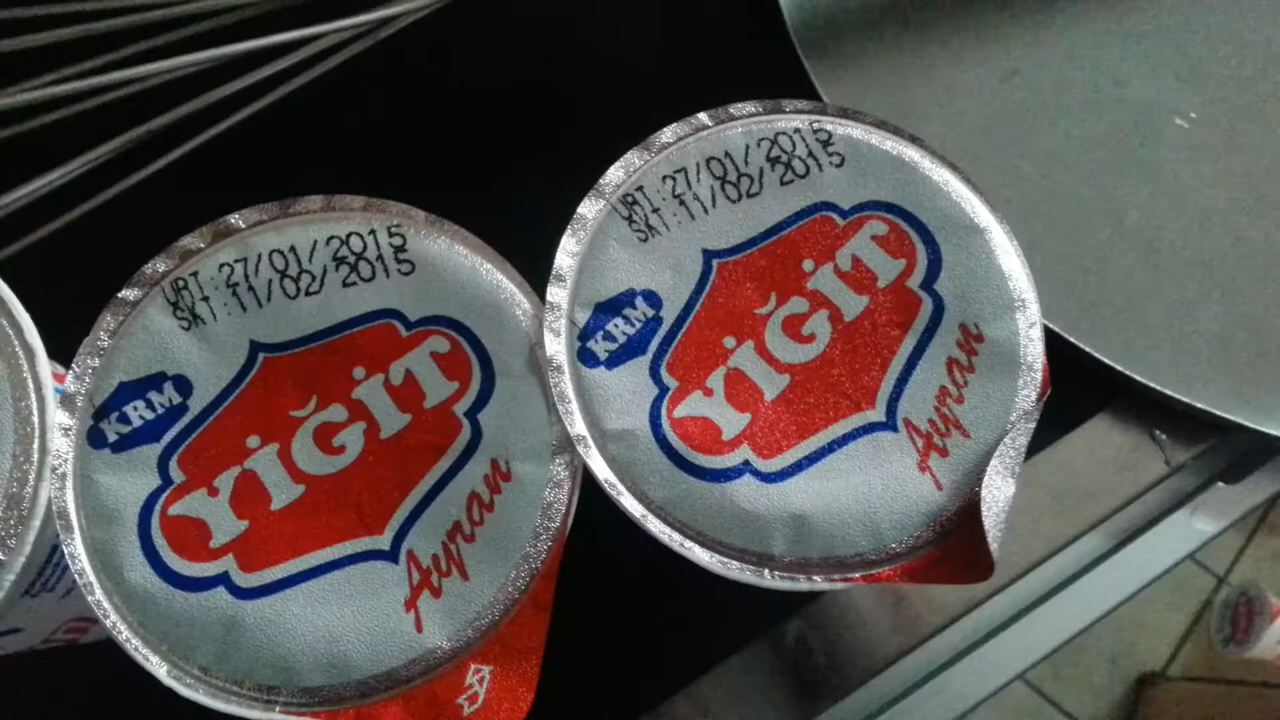 ÜRT:27/01/2015
SKT:11/02/2015
KRM
YİĞİT
Ayran
ÜRT:27/01/2015
SKT:11/02/2015
KRM
YİĞİT
Ayran